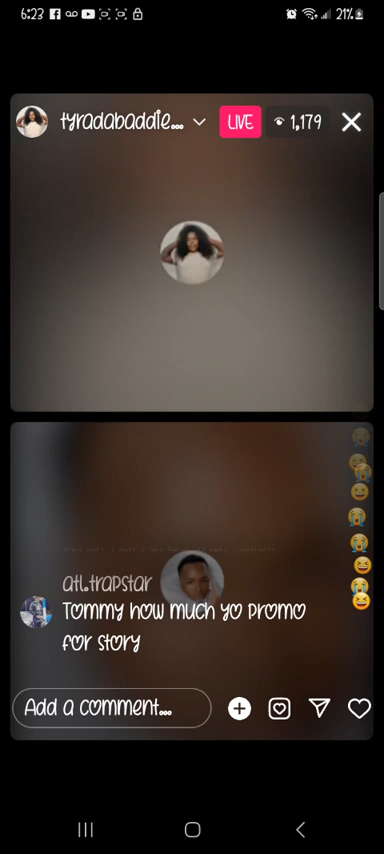 6:23
21%
tyradabaddie...
LIVE
1,179
atl.trapstar
Tommy how much yo promo
for story
Add a comment...